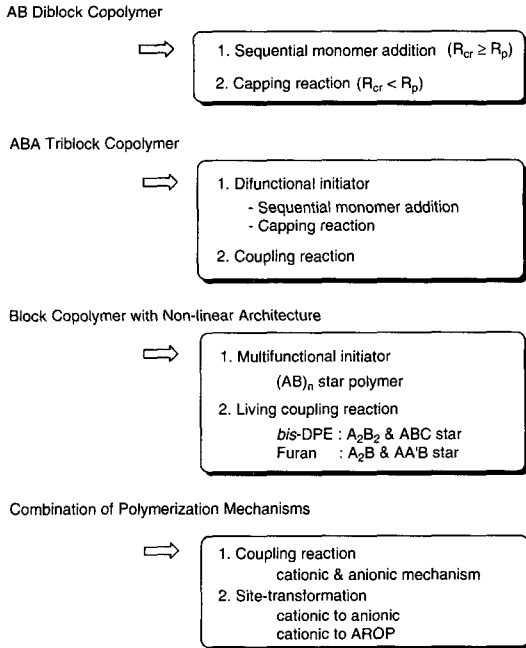 AB Diblock Copolymer
1. Sequential monomer addition (Rcr ≥ Rp)
2. Capping reaction (Rcr < Rp)
ABA Triblock Copolymer
1. Difunctional initiator
- Sequential monomer addition
- Capping reaction
2. Coupling reaction
Block Copolymer with Non-linear Architecture
1. Multifunctional initiator
(AB)n star polymer
2. Living coupling reaction
bis-DPE : A2B2 & ABC star
Furan : A2B & AA'B star
Combination of Polymerization Mechanisms
1. Coupling reaction
cationic & anionic mechanism
2. Site-transformation
cationic to anionic
cationic to AROP